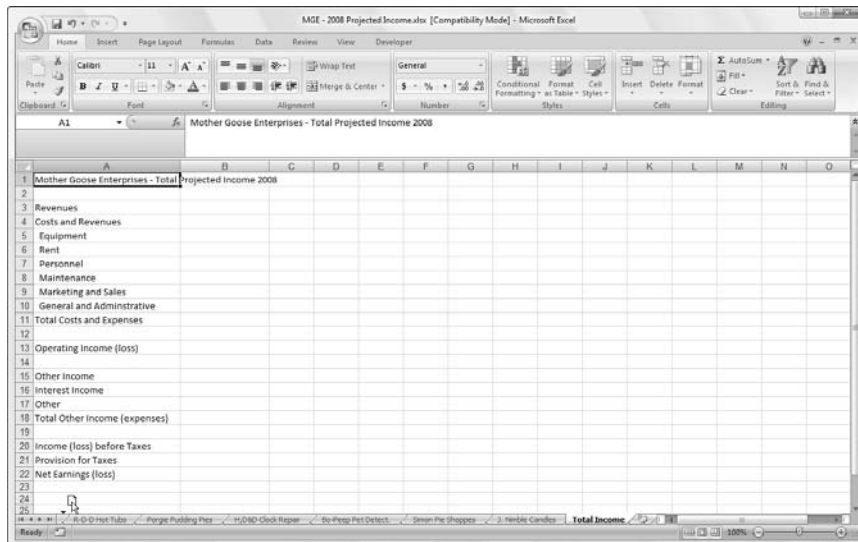 MGE - 2008 Projected Income.xlsx [Compatibility Mode] - Microsoft Excel
Home Insert Page Layout Formulas Data Review View Developer
Paste
Calibri 11 A A
B I U A
Wrap Text
Merge & Center
General
$ % ,
Conditional Formatting
Format as Table
Cell Styles
Insert Delete Format
Σ AutoSum
Fill
Clear
Sort & Filter
Find & Select
Clipboard Font Alignment Number Styles Cells Editing
A1 fx Mother Goose Enterprises - Total Projected Income 2008
A B C D E F G H I J K L M N O
1 Mother Goose Enterprises - Total Projected Income 2008
2
3 Revenues
4 Costs and Revenues
5 Equipment
6 Rent
7 Personnel
8 Maintenance
9 Marketing and Sales
10 General and Adminstrative
11 Total Costs and Expenses
12
13 Operating Income (loss)
14
15 Other Income
16 Interest Income
17 Other
18 Total Other Income (expenses)
19
20 Income (loss) before Taxes
21 Provision for Taxes
22 Net Earnings (loss)
23
24
25
R-D-D Hot Tubs Porgie Pudding Pies H,D&D Clock Repair Bo-Peep Pet Detect. Simon Pie Shoppes J. Nimble Candles Total Income
Ready 100%